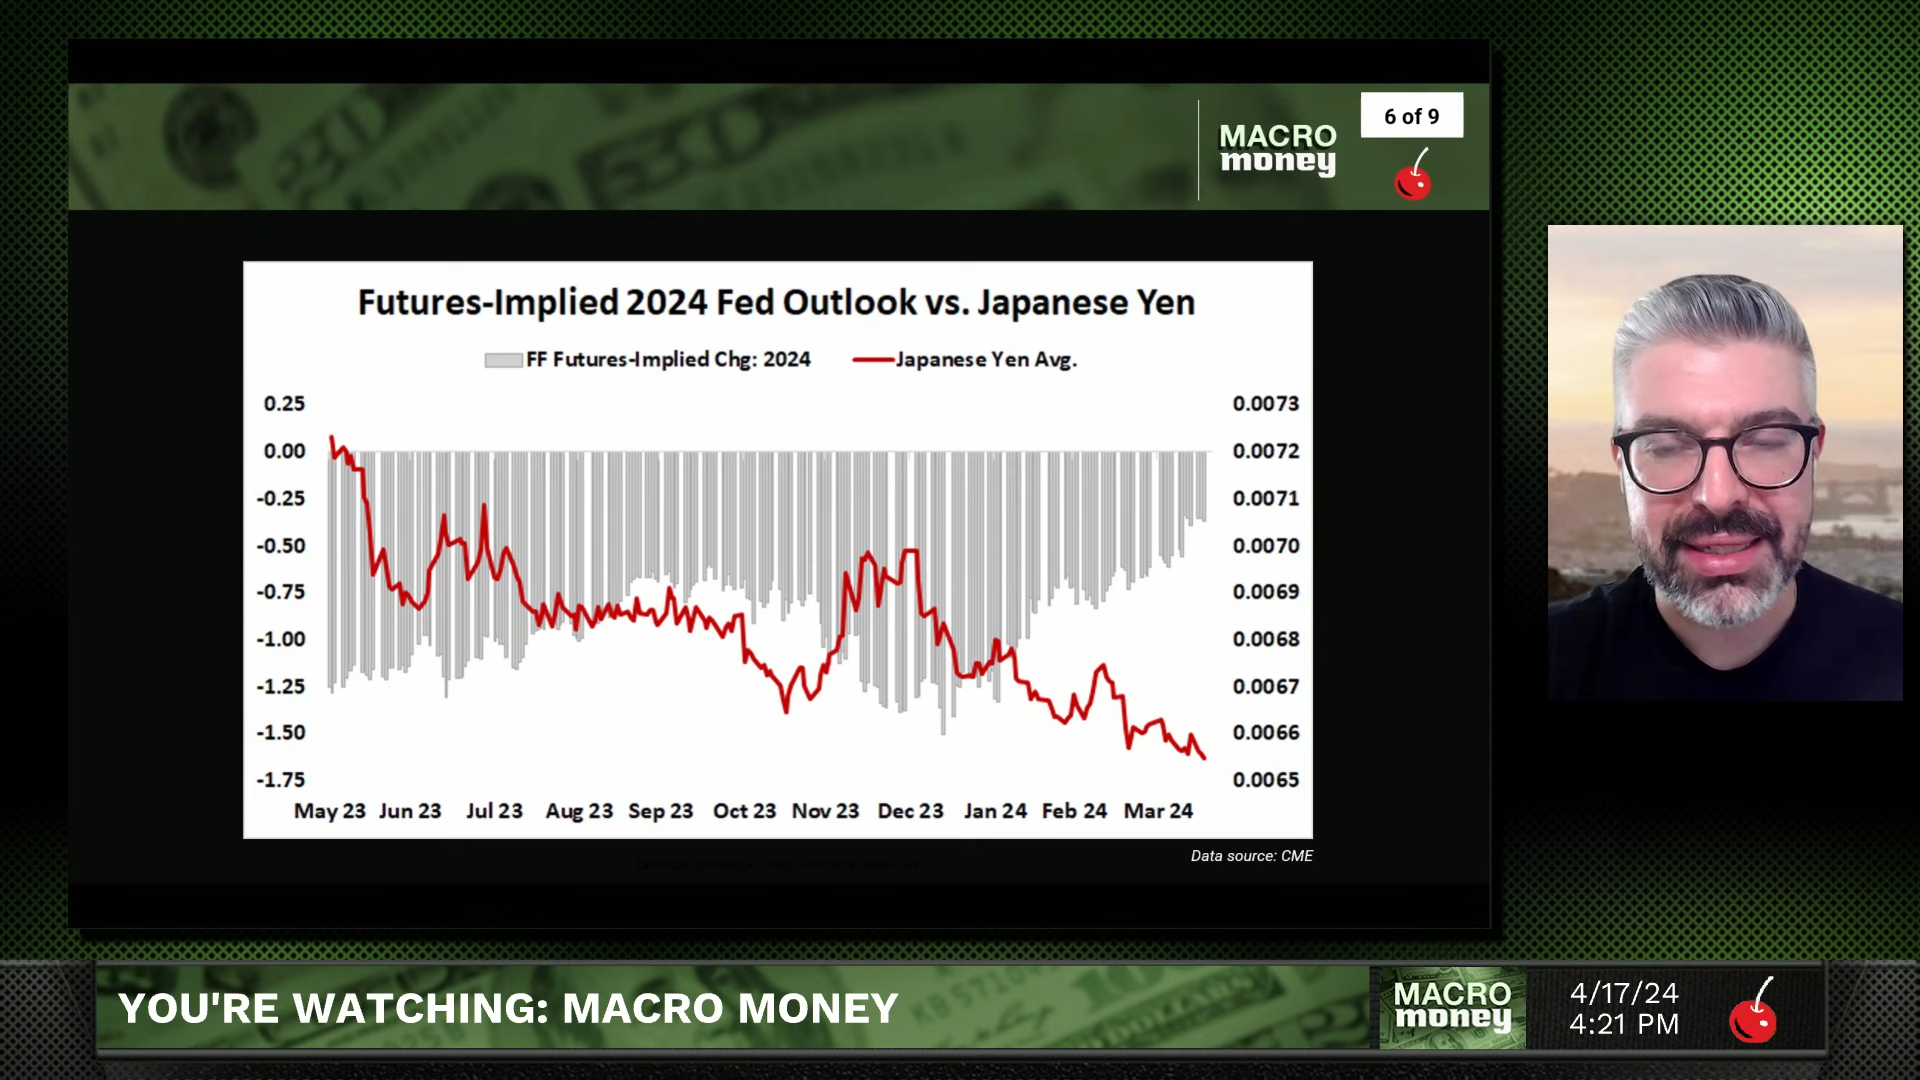 MACRO
money
6 of 9
Futures-Implied 2024 Fed Outlook vs. Japanese Yen
FF Futures-Implied Chg: 2024
Japanese Yen Avg.
0.25
0.00
-0.25
-0.50
-0.75
-1.00
-1.25
-1.50
-1.75
0.0073
0.0072
0.0071
0.0070
0.0069
0.0068
0.0067
0.0066
0.0065
May 23 Jun 23 Jul 23 Aug 23 Sep 23 Oct 23 Nov 23 Dec 23 Jan 24 Feb 24 Mar 24
Data source: CME
YOU'RE WATCHING: MACRO MONEY
MACRO
money
4/17/24
4:21 PM